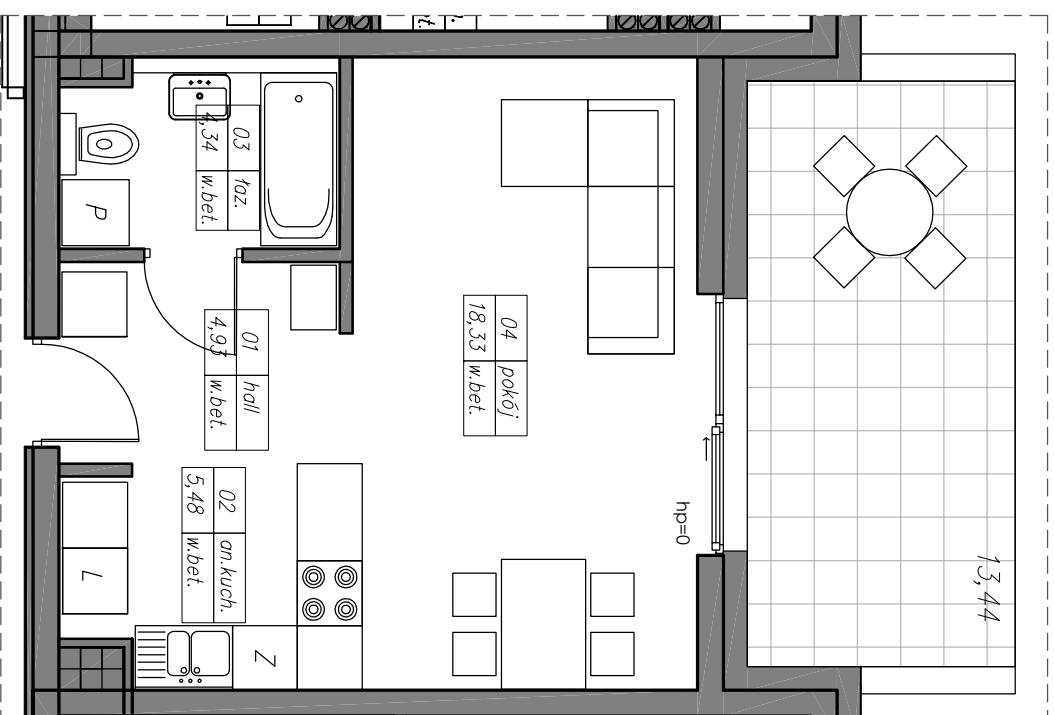 t.
03 łaz.
4,34 w.bet.
P
01 hall
4,93 w.bet.
04 pokój
18,33 w.bet.
02 an.kuch.
5,48 w.bet.
L
Z
hp=0
13,44